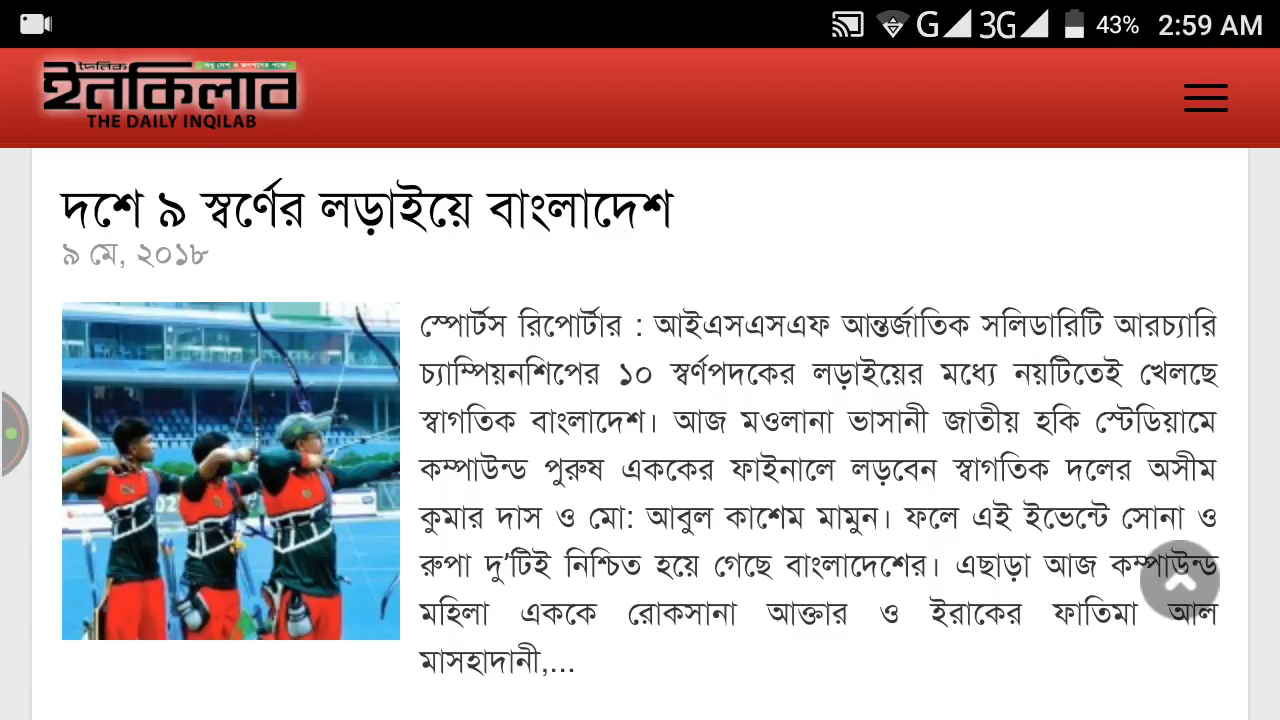 G 3G 43% 2:59 AM
দৈনিক
শুধু দেশ ও জনগণের পক্ষে
ইনকিলাব
THE DAILY INQILAB
দশে ৯ স্বর্ণের লড়াইয়ে বাংলাদেশ
৯ মে, ২০১৮
স্পোর্টস রিপোর্টার : আইএসএসএফ আন্তর্জাতিক সলিডারিটি আরচ্যারি
চ্যাম্পিয়নশিপের ১০ স্বর্ণপদকের লড়াইয়ের মধ্যে নয়টিতেই খেলছে
স্বাগতিক বাংলাদেশ। আজ মওলানা ভাসানী জাতীয় হকি স্টেডিয়ামে
কম্পাউন্ড পুরুষ এককের ফাইনালে লড়বেন স্বাগতিক দলের অসীম
কুমার দাস ও মো: আবুল কাশেম মামুন। ফলে এই ইভেন্টে সোনা ও
রুপা দু’টিই নিশ্চিত হয়ে গেছে বাংলাদেশের। এছাড়া আজ কম্পাউন্ড
মহিলা এককে রোকসানা আক্তার ও ইরাকের ফাতিমা আল
মাসহাদানী,...